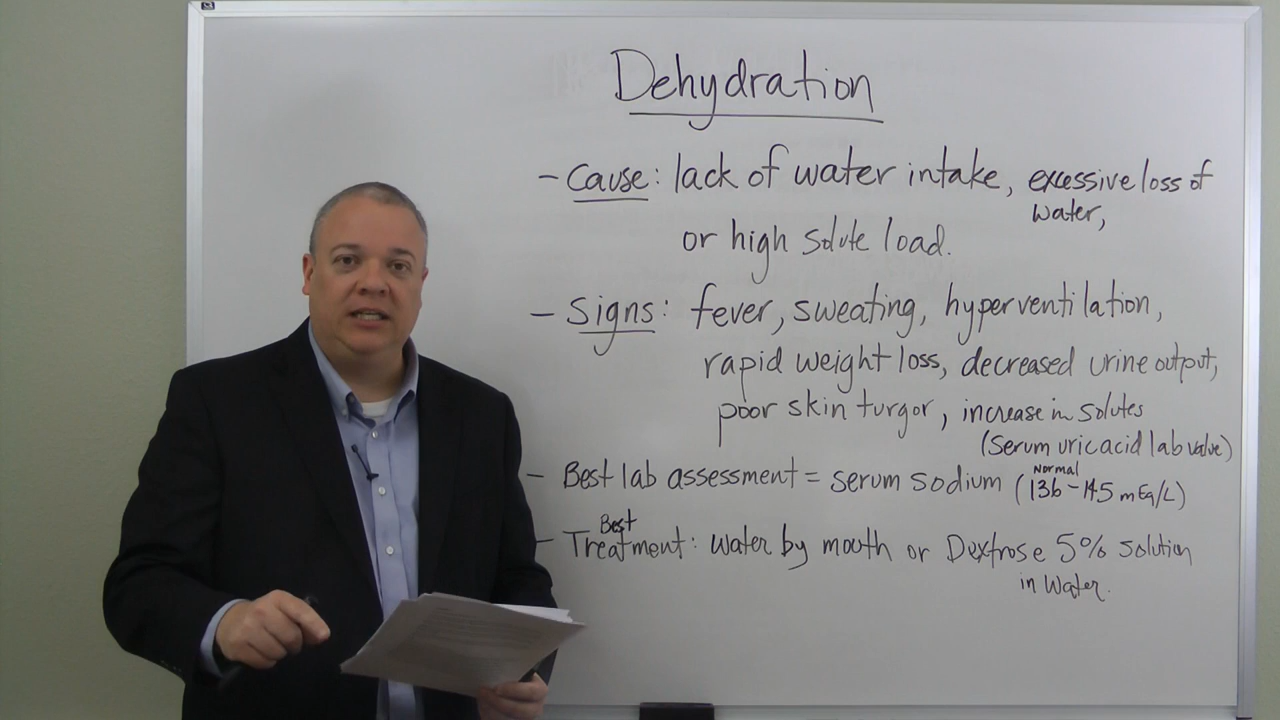 Dehydration
- Cause: lack of water intake, excessive loss of
water,
or high solute load.
- Signs: fever, sweating, hyperventilation,
rapid weight loss, decreased urine output,
poor skin turgor, increase in solutes
(Serum uric acid lab value)
- Best lab assessment = serum sodium (136-145 mEq/L)
Normal
Best
- Treatment: Water by mouth or Dextrose 5% solution
in Water.